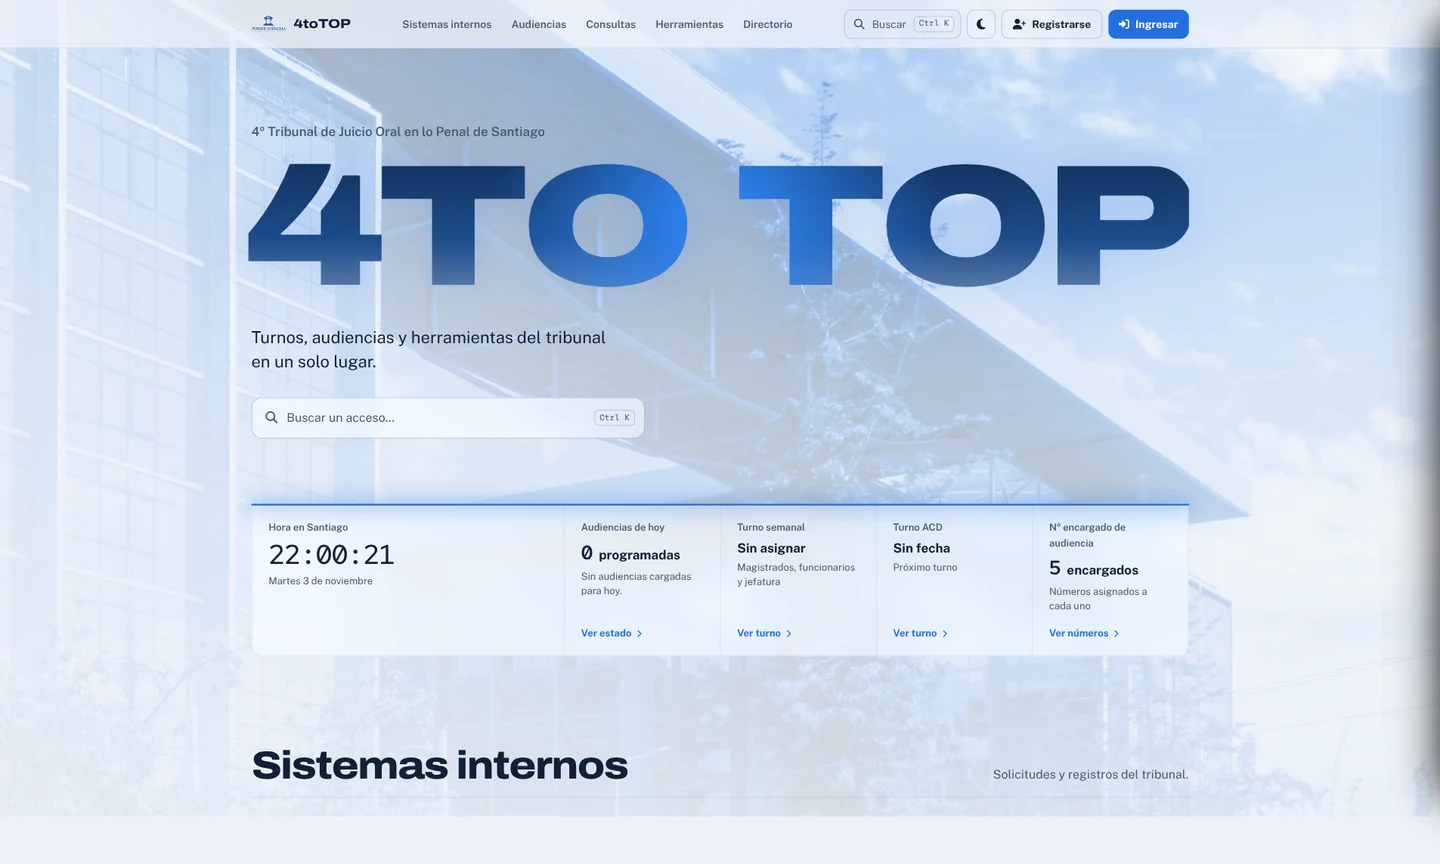 PODER JUDICIAL
4toTOP
Sistemas internos
Audiencias
Consultas
Herramientas
Directorio
Buscar
Ctrl K
Registrarse
Ingresar
4º Tribunal de Juicio Oral en lo Penal de Santiago
4TO TOP
Turnos, audiencias y herramientas del tribunal
en un solo lugar.
Buscar un acceso...
Ctrl K
Hora en Santiago
22:00:21
Martes 3 de noviembre
Audiencias de hoy
0 programadas
Sin audiencias cargadas
para hoy.
Ver estado
Turno semanal
Sin asignar
Magistrados, funcionarios
y jefatura
Ver turno
Turno ACD
Sin fecha
Próximo turno
Ver turno
Nº encargado de
audiencia
5 encargados
Números asignados a
cada uno
Ver números
Sistemas internos
Solicitudes y registros del tribunal.